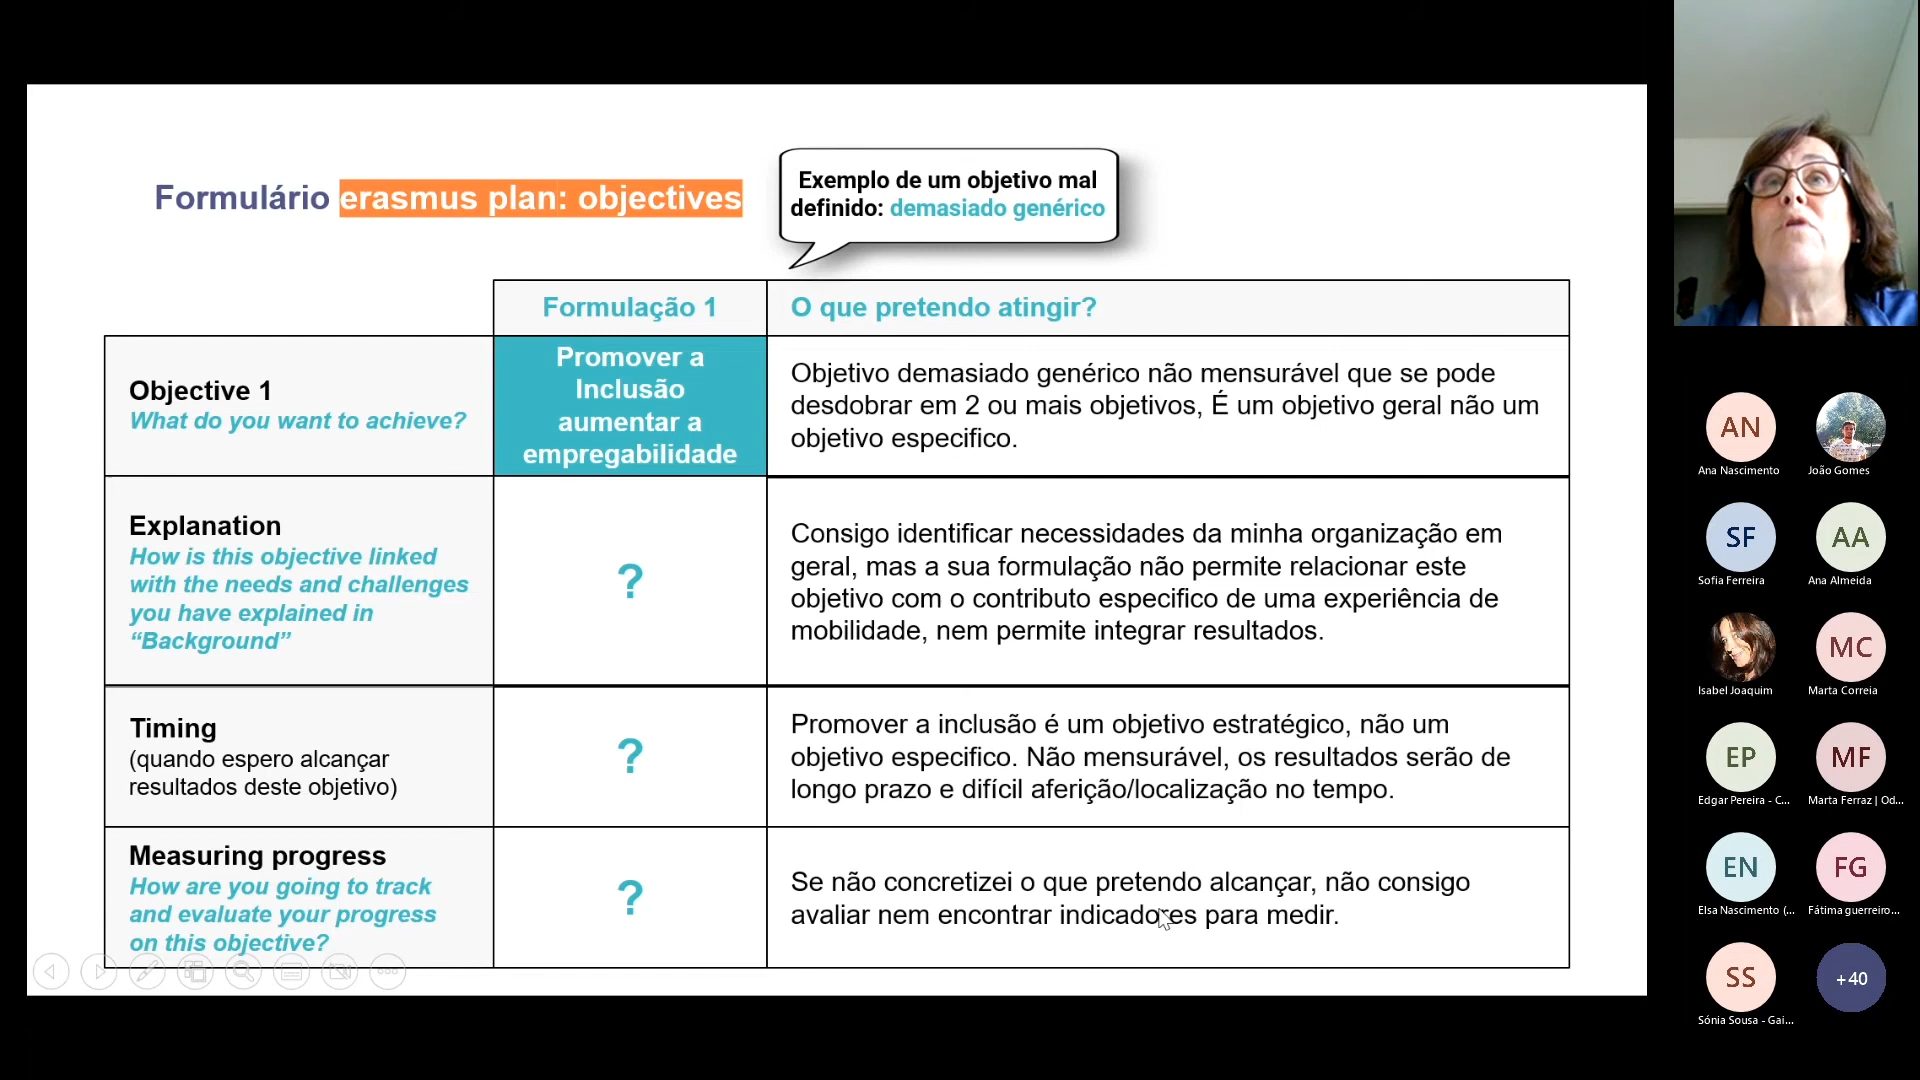 Formulário erasmus plan: objectives
Exemplo de um objetivo mal
definido: demasiado genérico
Formulação 1
O que pretendo atingir?
Objective 1
What do you want to achieve?
Promover a
Inclusão
aumentar a
empregabilidade
Objetivo demasiado genérico não mensurável que se pode
desdobrar em 2 ou mais objetivos, É um objetivo geral não um
objetivo especifico.
Explanation
How is this objective linked
with the needs and challenges
you have explained in
“Background”
?
Consigo identificar necessidades da minha organização em
geral, mas a sua formulação não permite relacionar este
objetivo com o contributo especifico de uma experiência de
mobilidade, nem permite integrar resultados.
Timing
(quando espero alcançar
resultados deste objetivo)
?
Promover a inclusão é um objetivo estratégico, não um
objetivo especifico. Não mensurável, os resultados serão de
longo prazo e difícil aferição/localização no tempo.
Measuring progress
How are you going to track
and evaluate your progress
on this objective?
?
Se não concretizei o que pretendo alcançar, não consigo
avaliar nem encontrar indicadores para medir.
AN
Ana Nascimento
João Gomes
SF
Sofia Ferreira
AA
Ana Almeida
Isabel Joaquim
MC
Marta Correia
EP
Edgar Pereira - C...
MF
Marta Ferraz | Od...
EN
Elsa Nascimento (...
FG
Fátima guerreiro...
SS
Sónia Sousa - Gai...
+40